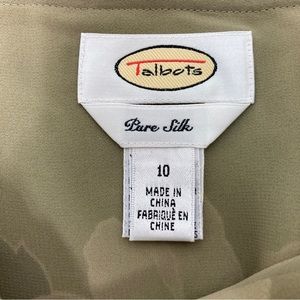 Talbots
Pure Silk
10
MADE IN
CHINA
FABRIQUÉ EN
CHINE